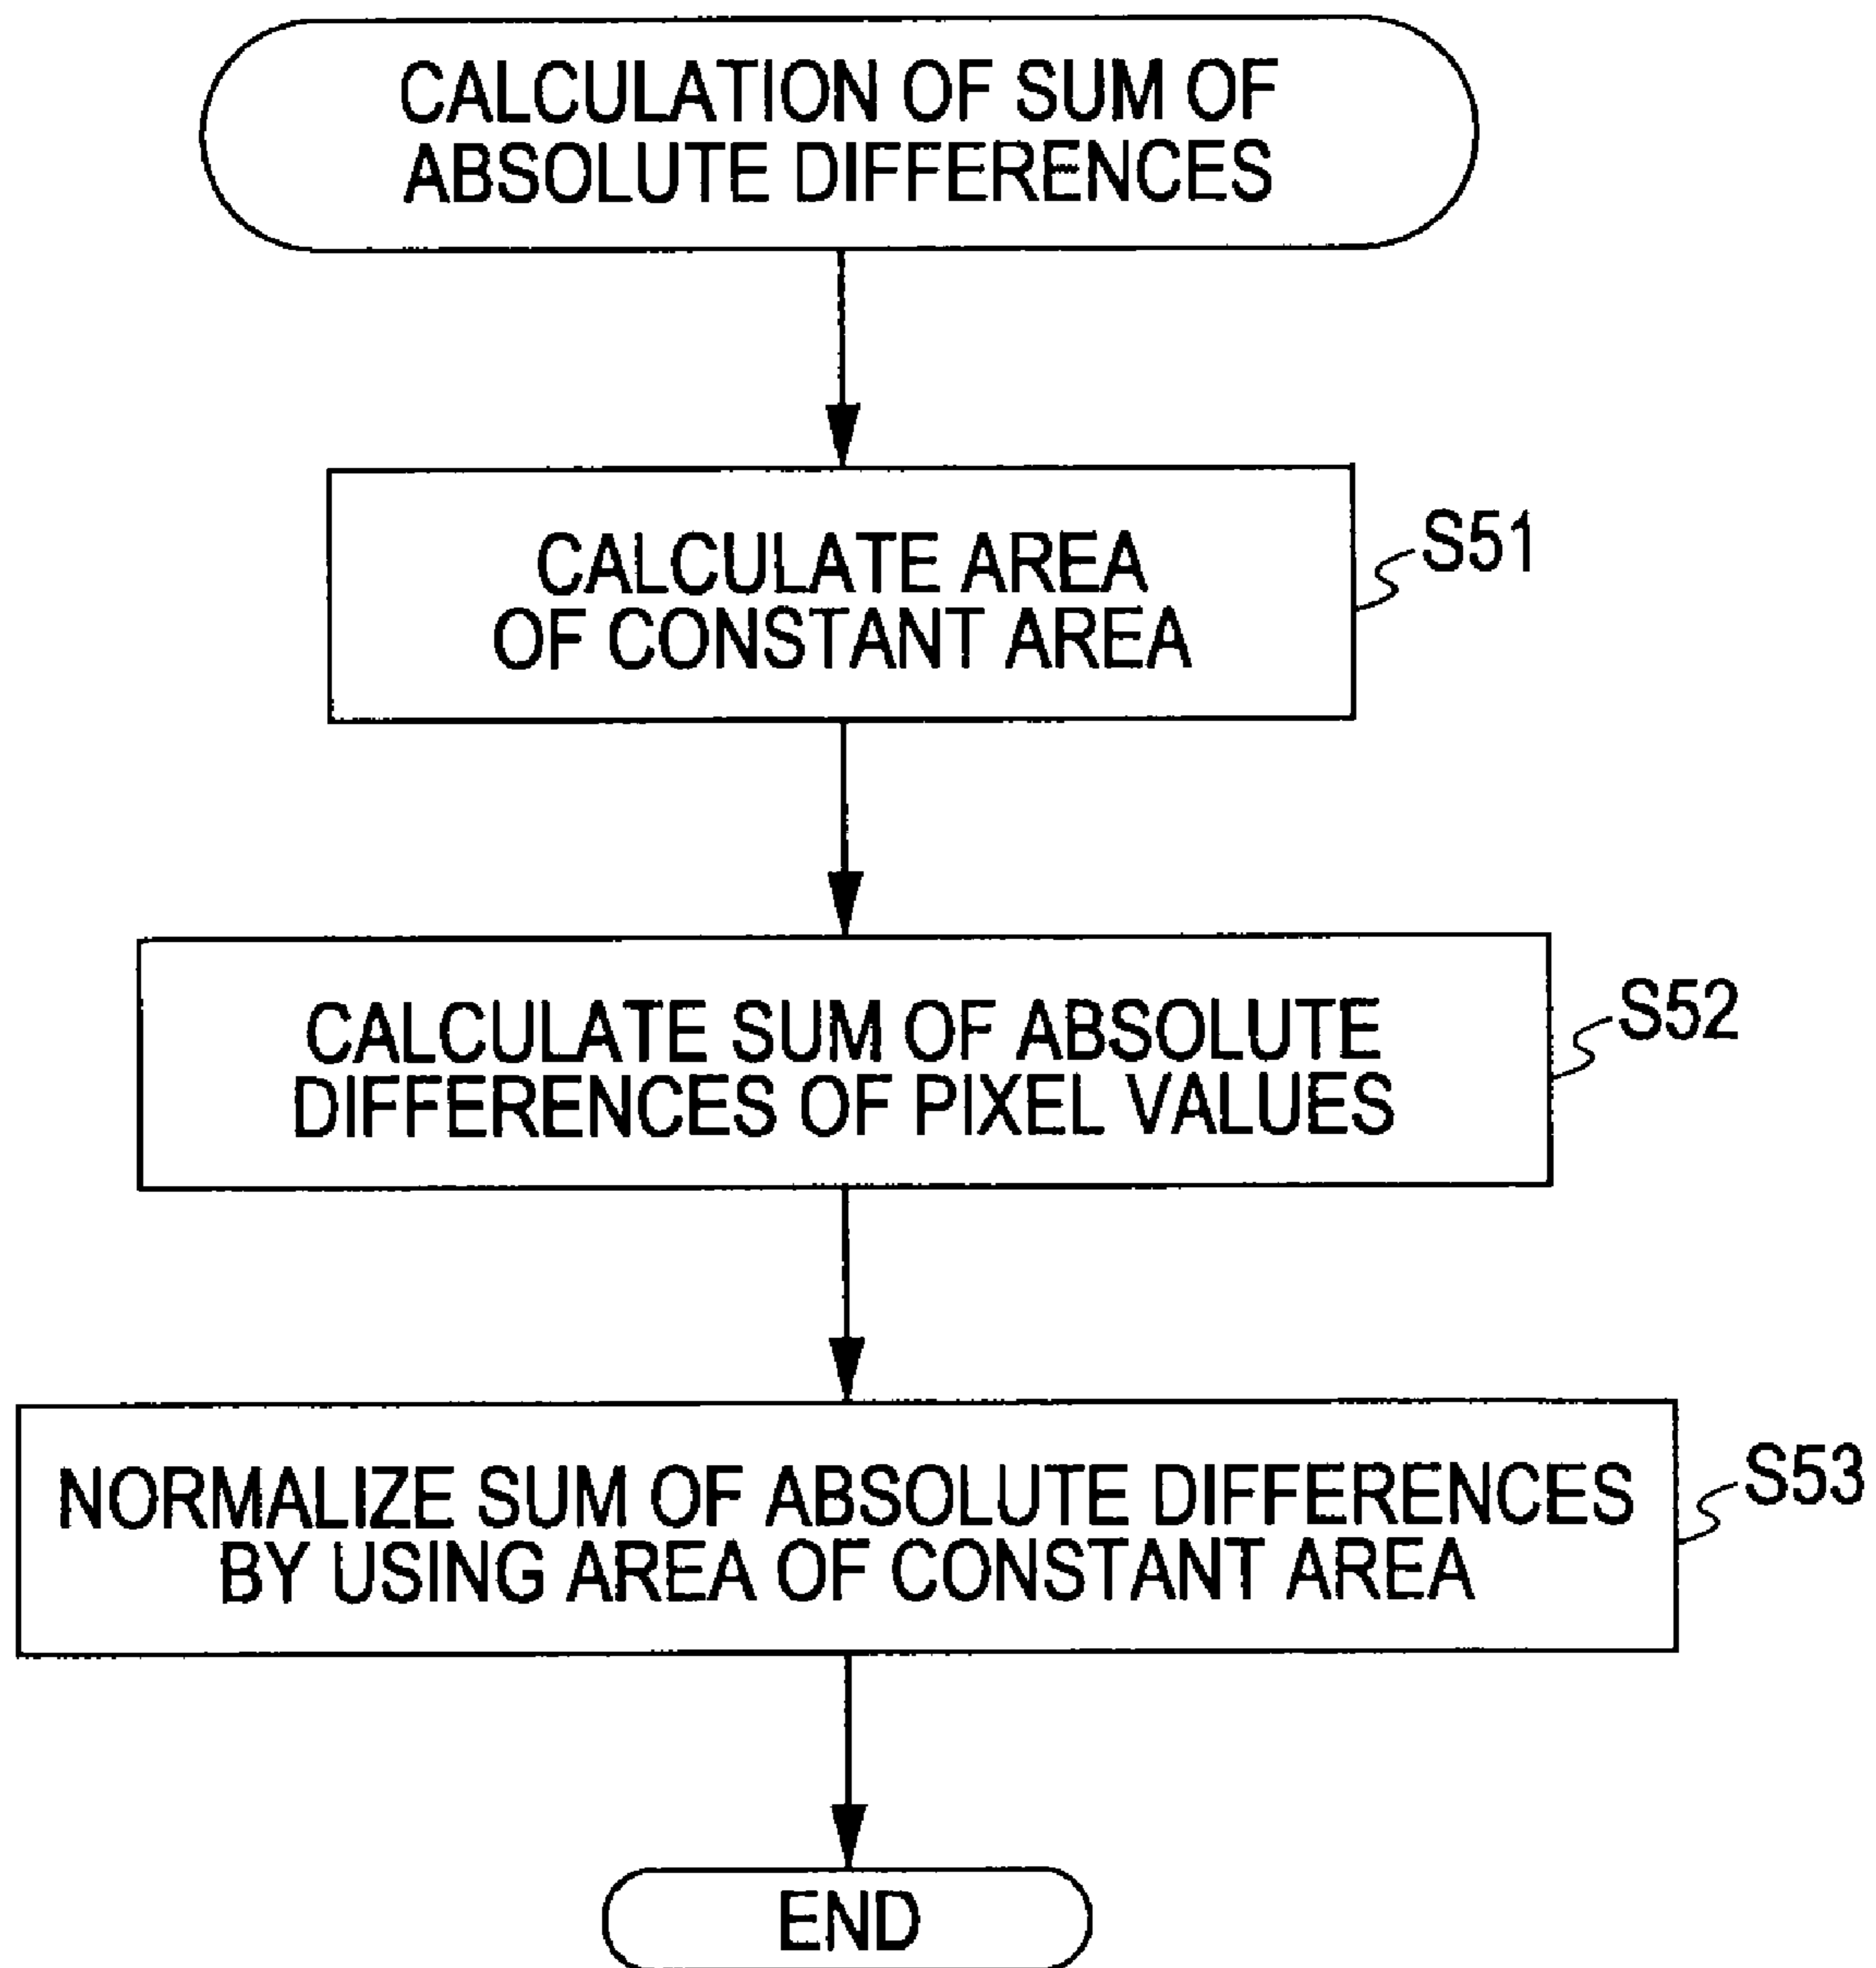 CALCULATION OF SUM OF
ABSOLUTE DIFFERENCES
CALCULATE AREA
OF CONSTANT AREA
S51
CALCULATE SUM OF ABSOLUTE
DIFFERENCES OF PIXEL VALUES
S52
NORMALIZE SUM OF ABSOLUTE DIFFERENCES
BY USING AREA OF CONSTANT AREA
S53
END